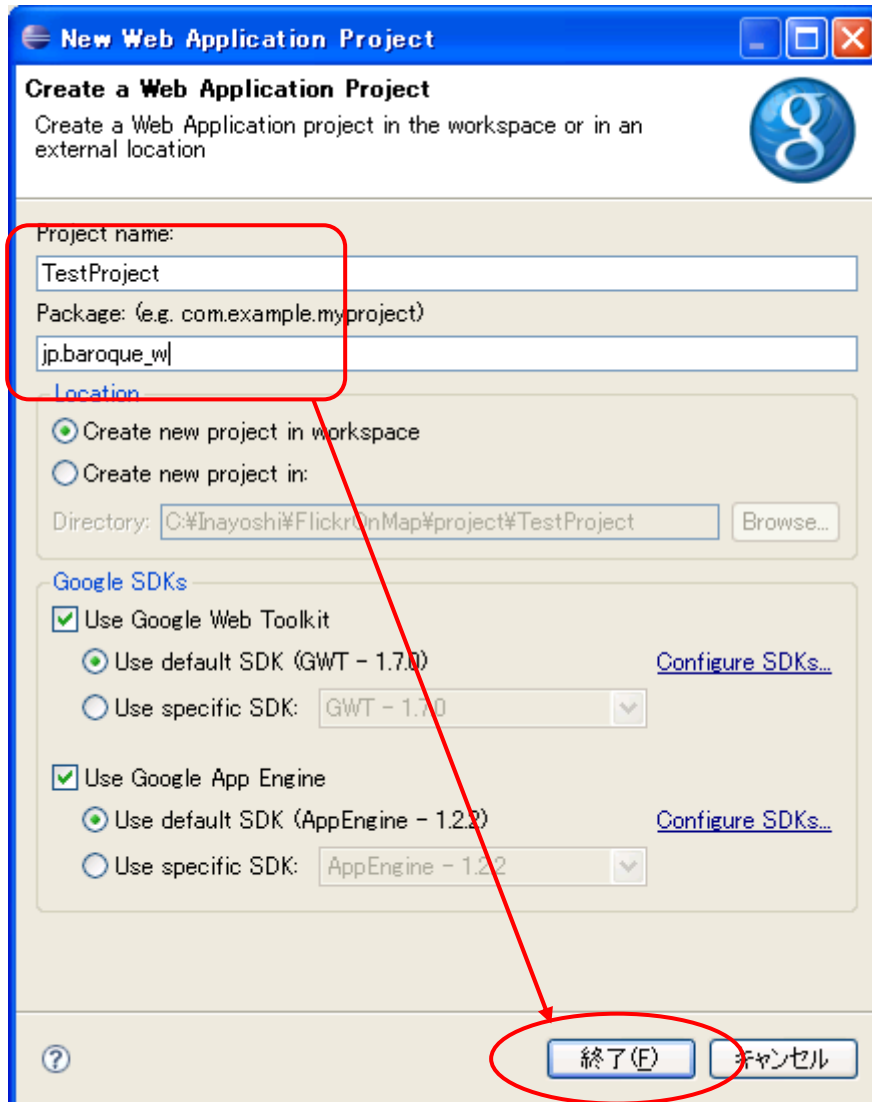 New Web Application Project
Create a Web Application Project
Create a Web Application project in the workspace or in an
external location
Project name:
TestProject
Package: (e.g. com.example.myproject)
jp.baroque_w
Location
Create new project in workspace
Create new project in:
Directory: C:¥Inayoshi¥FlickrOnMap¥project¥TestProject Browse...
Google SDKs
Use Google Web Toolkit
Use default SDK (GWT - 1.7.0) Configure SDKs...
Use specific SDK: GWT - 1.7.0
Use Google App Engine
Use default SDK (AppEngine - 1.2.2) Configure SDKs...
Use specific SDK: AppEngine - 1.2.2
? 終了(F) キャンセル